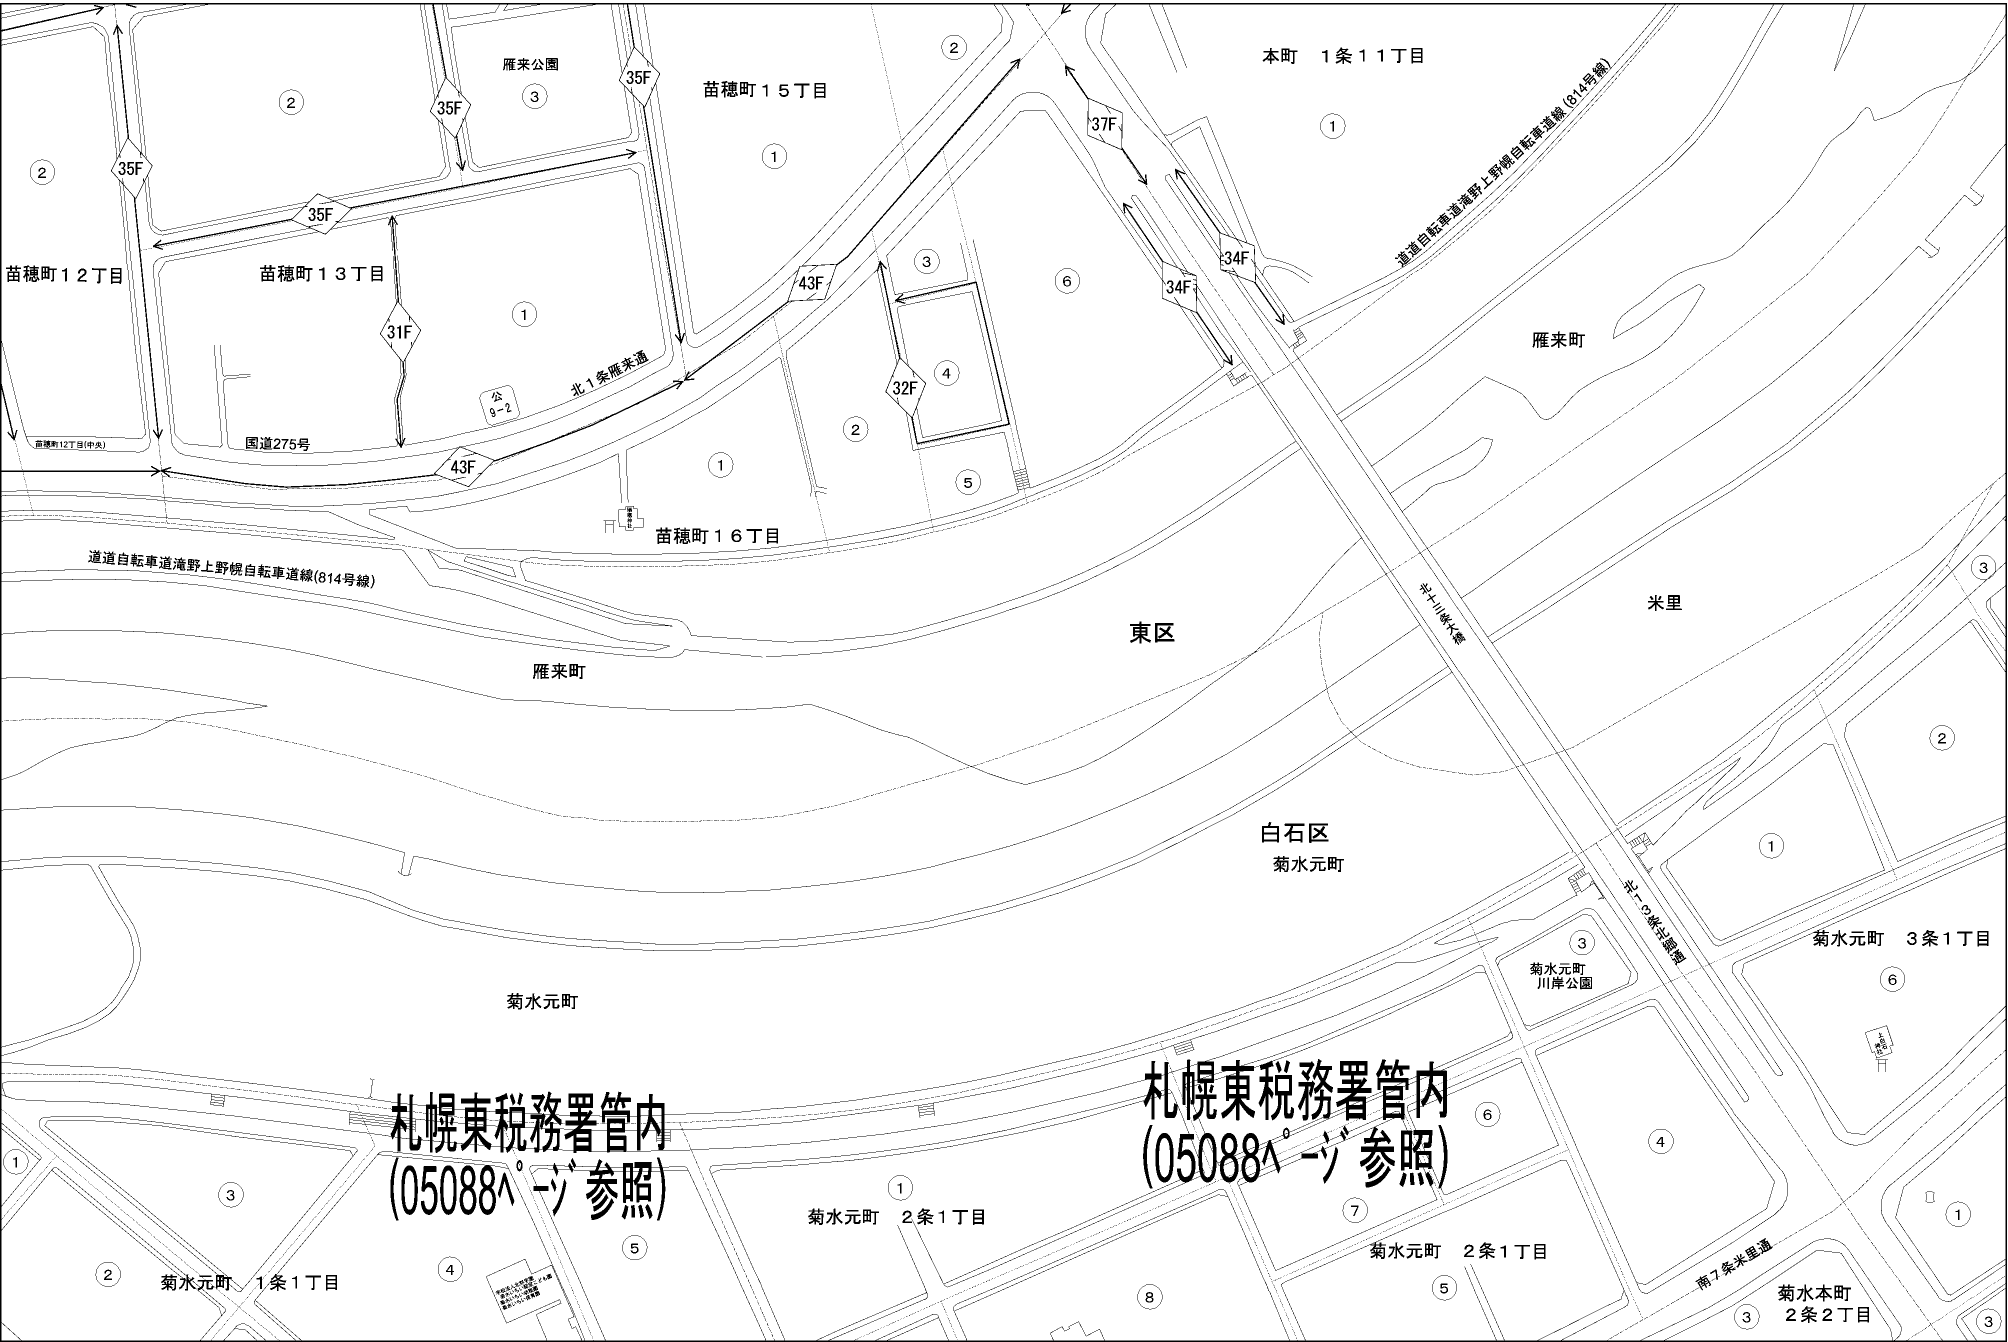 雁来公園
③
②
②
②
苗穂町15丁目
①
本町 1条11丁目
①
道道自転車道滝野上野幌自転車道線(814号線)
35F
35F
35F
35F
37F
34F
34F
35F
苗穂町12丁目
苗穂町13丁目
31F
①
43F
32F
③
④
⑥
雁来町
公
9-2
北1条雁来通
国道275号
苗穂町12丁目(中央)
43F
①
②
⑤
苗穂町16丁目
道道自転車道滝野上野幌自転車道線(814号線)
雁来町
東区
北十三条大橋
米里
③
②
①
白石区
菊水元町
北13条北郷通
菊水元町 3条1丁目
⑥
上白石
神社
③
菊水元町
川岸公園
菊水元町
札幌東税務署管内
(05088ﾍﾟｰｼﾞ参照)
札幌東税務署管内
(05088ﾍﾟｰｼﾞ参照)
①
③
②
菊水元町 1条1丁目
④
⑤
①
菊水元町 2条1丁目
⑥
④
⑦
菊水元町 2条1丁目
⑤
⑧
南7条米里通
①
③
菊水本町
2条2丁目
③